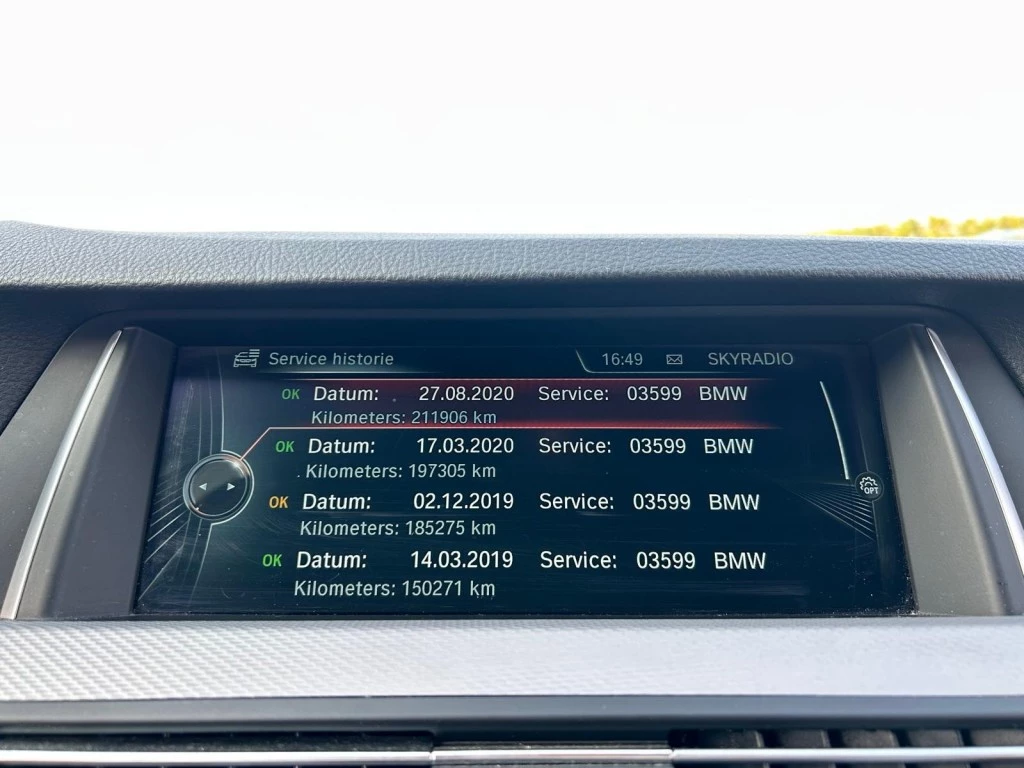 Service historie 16:49 SKYRADIO
OK Datum: 27.08.2020 Service: 03599 BMW
Kilometers: 211906 km
OK Datum: 17.03.2020 Service: 03599 BMW
Kilometers: 197305 km
OK Datum: 02.12.2019 Service: 03599 BMW
Kilometers: 185275 km
OK Datum: 14.03.2019 Service: 03599 BMW
Kilometers: 150271 km
OPT